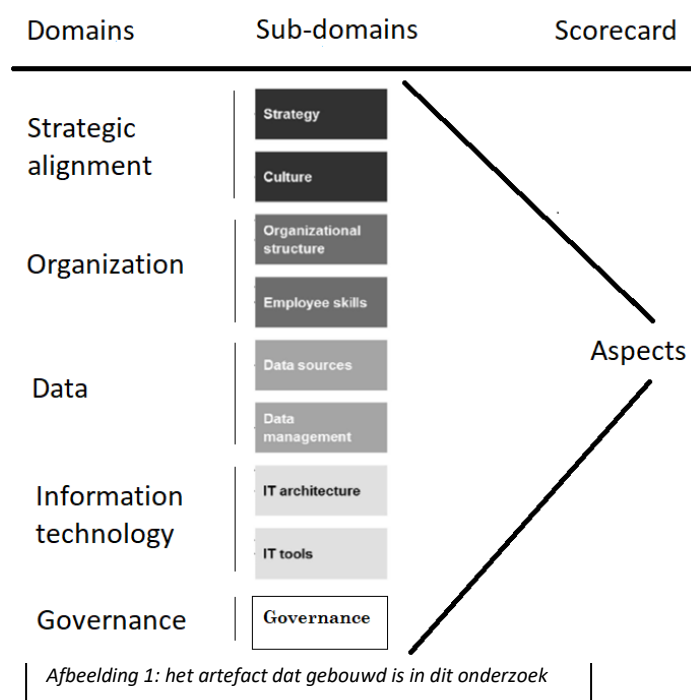 Domains Sub-domains Scorecard
Strategic
alignment
Strategy
Culture
Organization
Organizational
structure
Employee skills
Data
Data sources
Data
management
Information
technology
IT architecture
IT tools
Governance
Governance
Aspects
Afbeelding 1: het artefact dat gebouwd is in dit onderzoek